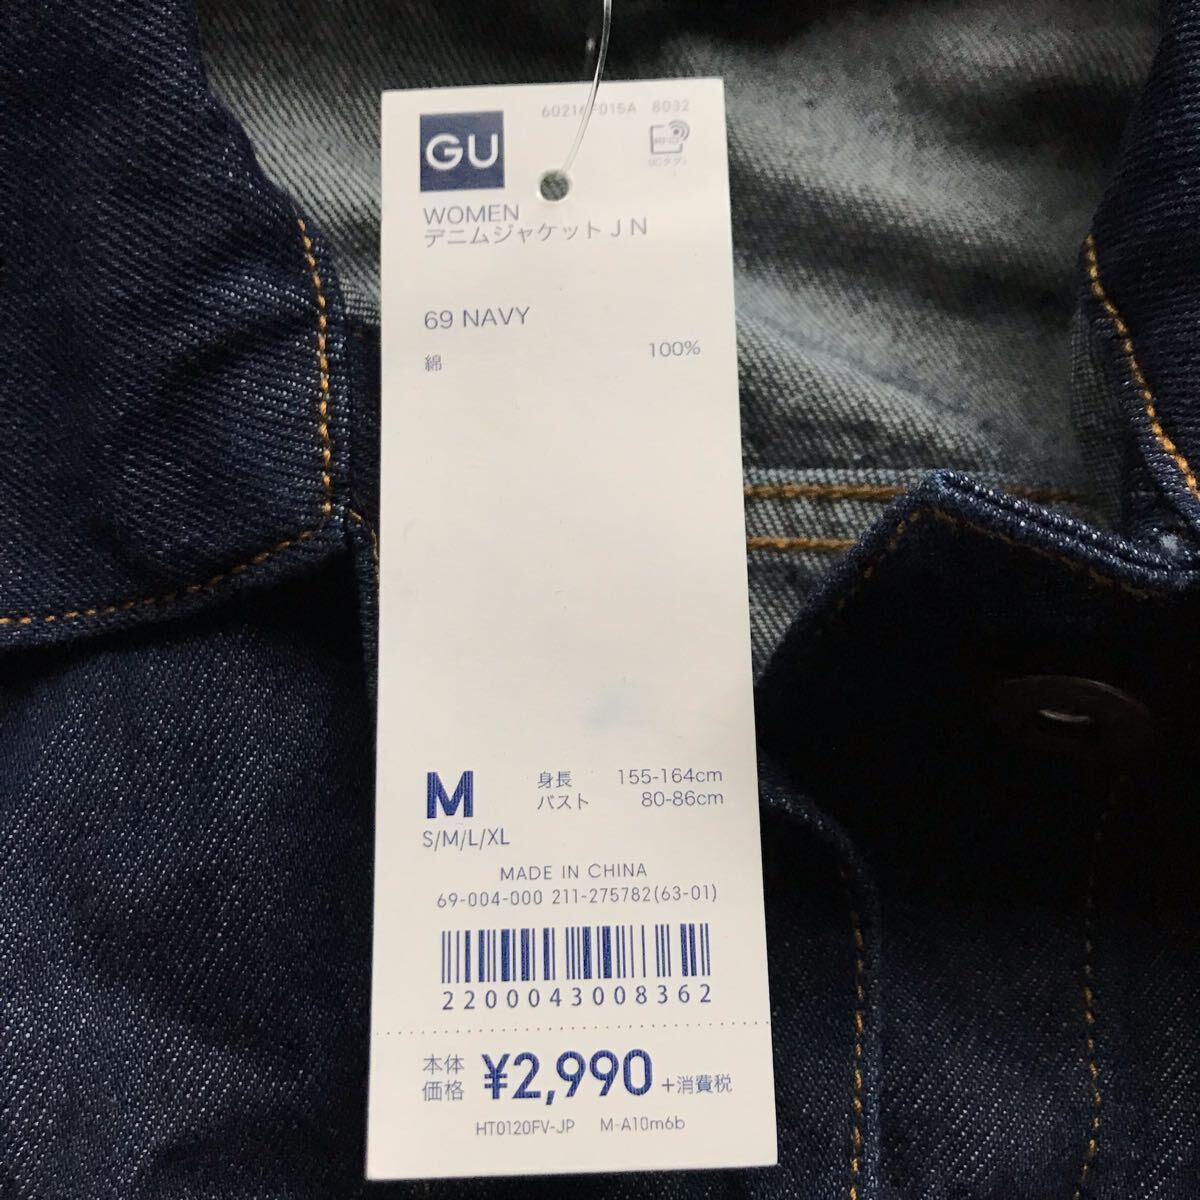 60216F015A 8032
GU
RFID
(ICタグ)
WOMEN
デニムジャケットJN
69 NAVY
綿 100%
M 身長 155-164cm
バスト 80-86cm
S/M/L/XL
MADE IN CHINA
69-004-000 211-275782(63-01)
2200043008362
本体価格 ¥2,990 +消費税
HT0120FV-JP M-A10m6b